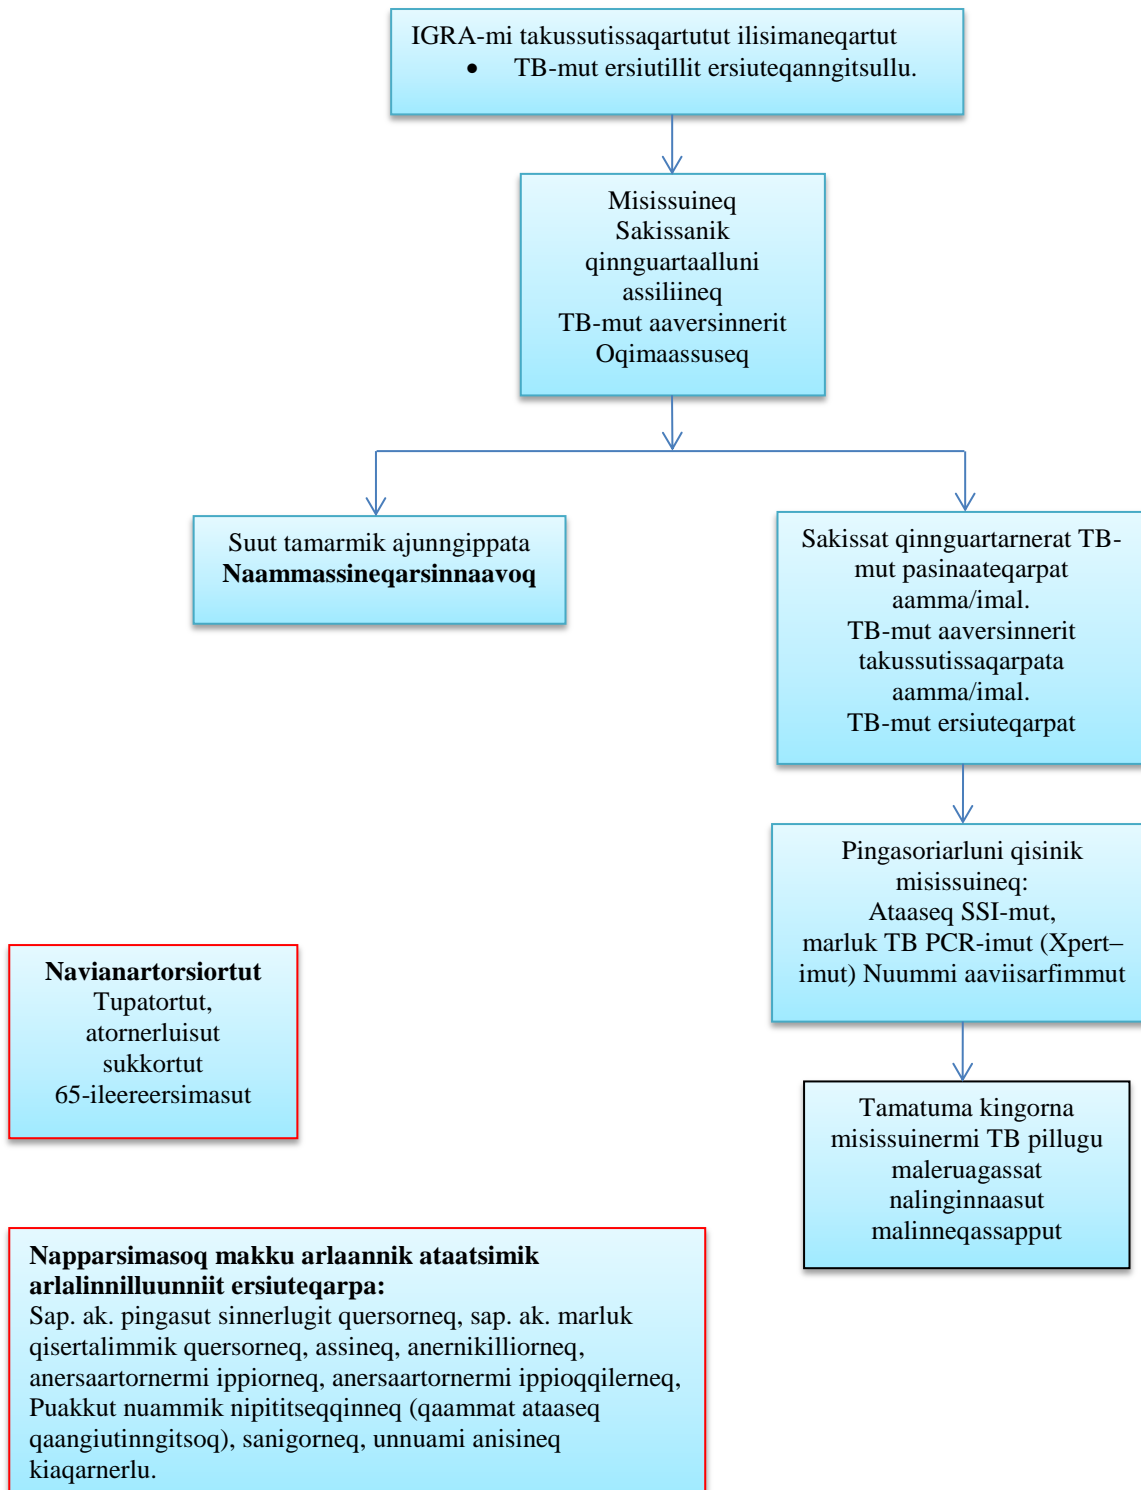 IGRA-mi takussutissaqartutut ilisimaneqartut
• TB-mut ersiutillit ersiuteqanngitsullu.
Misissuineq
Sakissanik
qinnguartaalluni
assiliineq
TB-mut aaversinnerit
Oqimaassuseq
Suut tamarmik ajunngippata
Naammassineqarsinnaavoq
Sakissat qinnguartarnerat TB-
mut pasinaateqarpat
aamma/imal.
TB-mut aaversinnerit
takussutissaqarpata
aamma/imal.
TB-mut ersiuteqarpat
Pingasoriarluni qisinik
misissuineq:
Ataaseq SSI-mut,
marluk TB PCR-imut (Xpert–
imut) Nuummi aaviisarfimmut
Tamatuma kingorna
misissuinermi TB pillugu
maleruagassat
nalinginnaasut
malinneqassapput
Navianartorsiortut
Tupatortut,
atornerluisut
sukkortut
65-ileereersimasut
Napparsimasoq makku arlaannik ataatsimik
arlalinnilluunniit ersiuteqarpa:
Sap. ak. pingasut sinnerlugit quersorneq, sap. ak. marluk
qisertalimmik quersorneq, assineq, anernikilliorneq,
anersaartornermi ippiorneq, anersaartornermi ippioqqilerneq,
Puakkut nuammik nipititseqqinneq (qaammat ataaseq
qaangiutinngitsoq), sanigorneq, unnuami anisineq
kiaqarnerlu.